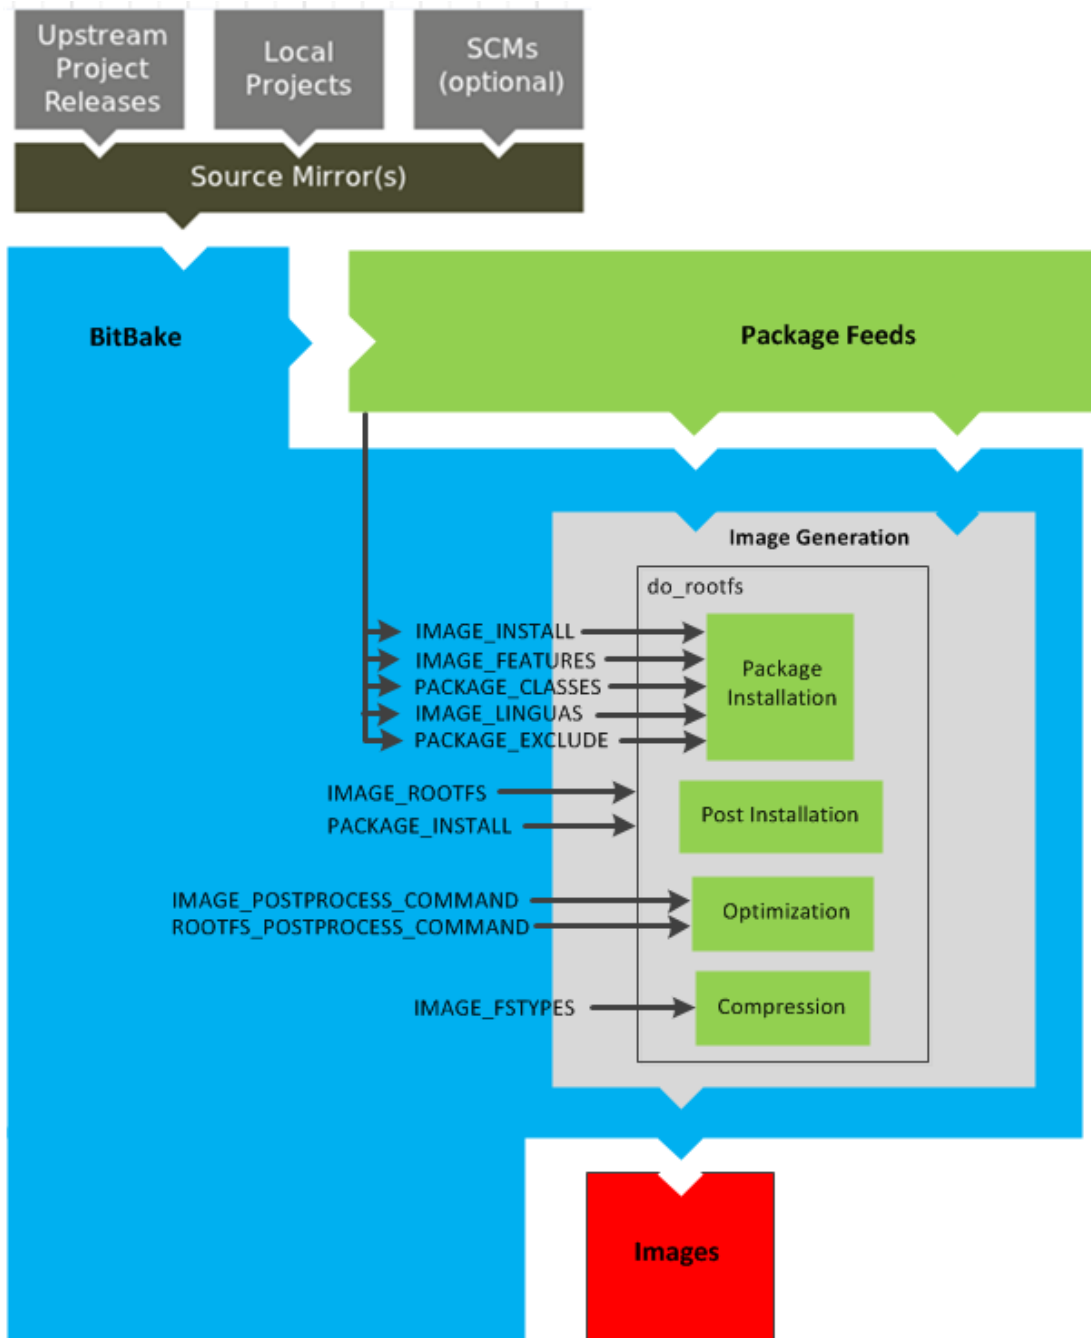 Upstream
Project
Releases
Local
Projects
SCMs
(optional)
Source Mirror(s)
BitBake
Package Feeds
Image Generation
do_rootfs
IMAGE_INSTALL
IMAGE_FEATURES
PACKAGE_CLASSES
IMAGE_LINGUAS
PACKAGE_EXCLUDE
Package
Installation
IMAGE_ROOTFS
PACKAGE_INSTALL
Post Installation
IMAGE_POSTPROCESS_COMMAND
ROOTFS_POSTPROCESS_COMMAND
Optimization
IMAGE_FSTYPES
Compression
Images